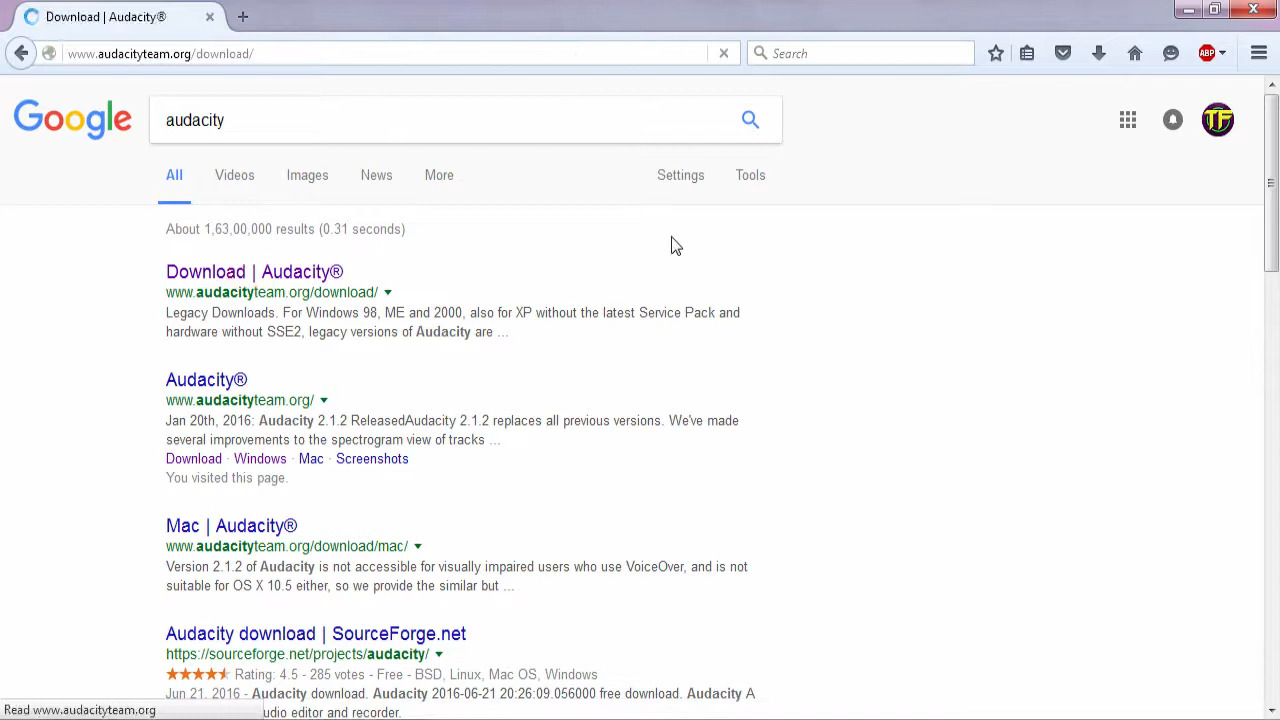 Download | Audacity®
www.audacityteam.org/download/
Search
ABP
Google
audacity
TF
All
Videos
Images
News
More
Settings
Tools
About 1,63,00,000 results (0.31 seconds)
Download | Audacity®
www.audacityteam.org/download/
Legacy Downloads. For Windows 98, ME and 2000, also for XP without the latest Service Pack and
hardware without SSE2, legacy versions of Audacity are ...
Audacity®
www.audacityteam.org/
Jan 20th, 2016: Audacity 2.1.2 ReleasedAudacity 2.1.2 replaces all previous versions. We've made
several improvements to the spectrogram view of tracks ...
Download · Windows · Mac · Screenshots
You visited this page.
Mac | Audacity®
www.audacityteam.org/download/mac/
Version 2.1.2 of Audacity is not accessible for visually impaired users who use VoiceOver, and is not
suitable for OS X 10.5 either, so we provide the similar but ...
Audacity download | SourceForge.net
https://sourceforge.net/projects/audacity/
Rating: 4.5 - 285 votes - Free - BSD, Linux, Mac OS, Windows
Jun 21, 2016 - Audacity download. Audacity 2016-06-21 20:26:09.056000 free download. Audacity A
udio editor and recorder.
Read www.audacityteam.org